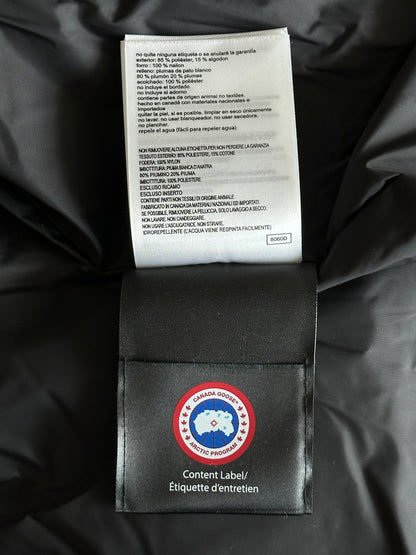 no quite ninguna etiqueta o se anulará la garantía.
exterior: 85 % poliéster, 15 % algodon
forro: 100 % nailon
relleno: plumas de pato blanco
80 % plumón 20 % plumas
acolchado: 100 % poliéster
no incluye el bordado
no incluye el adorno
contiene partes de origen animal no textiles
hecho en canadá con materiales nacionales e
importados
quitar la piel, si es posible. limpiar en seco únicamente
no lavar. no usar blanqueador. no usar secadora.
no planchar.
repele el agua (fácil para repeler agua)
NON RIMUOVERE ALCUNA ETICHETTA PER NON PERDERE LA GARANZIA
TESSUTO ESTERNO: 85% POLIESTERE, 15% COTONE
FODERA: 100% NYLON
IMBOTTITURA: PIUMA BIANCA D'ANATRA
80% PIUMINO 20% PIUMA
IMBOTTITURA: 100% POLIESTERE
ESCLUSO RICAMO
ESCLUSO INSERTO
CONTIENE PARTI NON TESSILI DI ORIGINE ANIMALE
FABBRICATO IN CANADA DA MATERIALI NAZIONALI ED IMPORTATI
SE POSSIBILE, RIMUOVERE LA PELLICCIA, SOLO LAVAGGIO A SECCO.
NON LAVARE. NON CANDEGGIARE.
NON USARE L'ASCIUGATRICE. NON STIRARE.
IDROREPELLENTE (L'ACQUA VIENE RESPINTA FACILMENTE)
CANADA GOOSE®
ARCTIC PROGRAM
Content Label/
Étiquette d'entretien